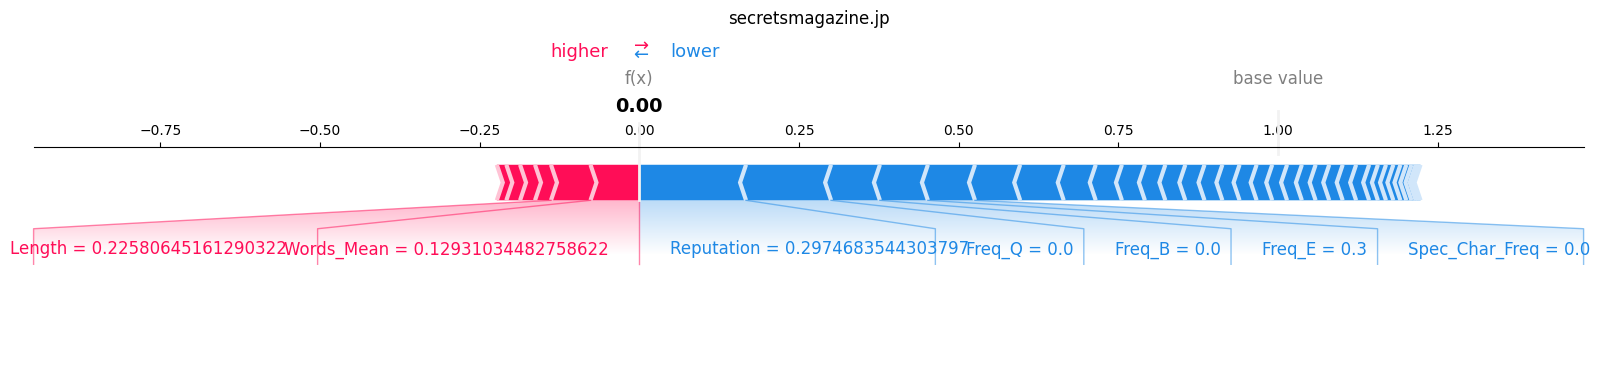 secretsmagazine.jp
higher ⇄ lower
f(x) base value
0.00
−0.75 −0.50 −0.25 0.00 0.25 0.50 0.75 1.00 1.25
Length = 0.22580645161290322 Words_Mean = 0.12931034482758622 Reputation = 0.2974683544303797 Freq_Q = 0.0 Freq_B = 0.0 Freq_E = 0.3 Spec_Char_Freq = 0.0